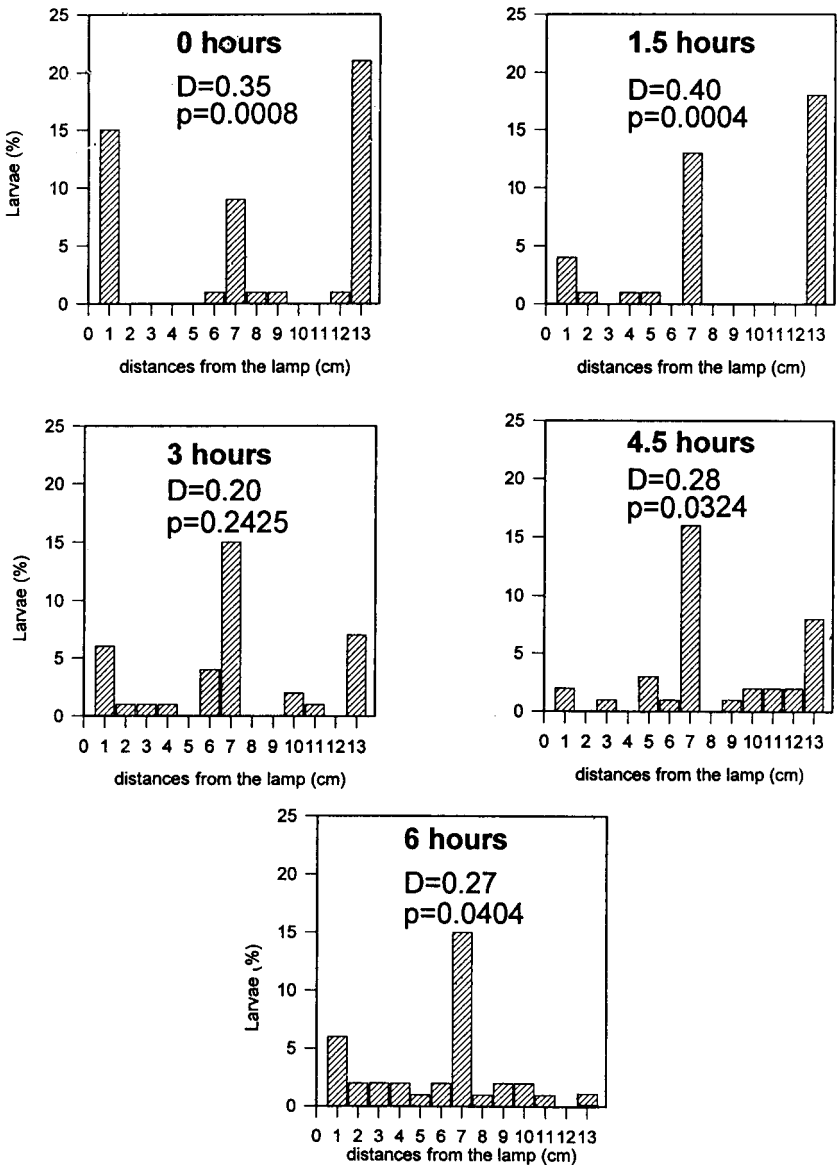 25
20
15
10
5
0
Larvae (%)
0 hours
D=0.35
p=0.0008
0 1 2 3 4 5 6 7 8 9 10 11 12 13
distances from the lamp (cm)
25
20
15
10
5
0
1.5 hours
D=0.40
p=0.0004
0 1 2 3 4 5 6 7 8 9 10 11 12 13
distances from the lamp (cm)
25
20
15
10
5
0
Larvae (%)
3 hours
D=0.20
p=0.2425
0 1 2 3 4 5 6 7 8 9 10 11 12 13
distances from the lamp (cm)
25
20
15
10
5
0
4.5 hours
D=0.28
p=0.0324
0 1 2 3 4 5 6 7 8 9 10 11 12 13
distances from the lamp (cm)
25
20
15
10
5
0
Larvae (%)
6 hours
D=0.27
p=0.0404
0 1 2 3 4 5 6 7 8 9 10 11 12 13
distances from the lamp (cm)